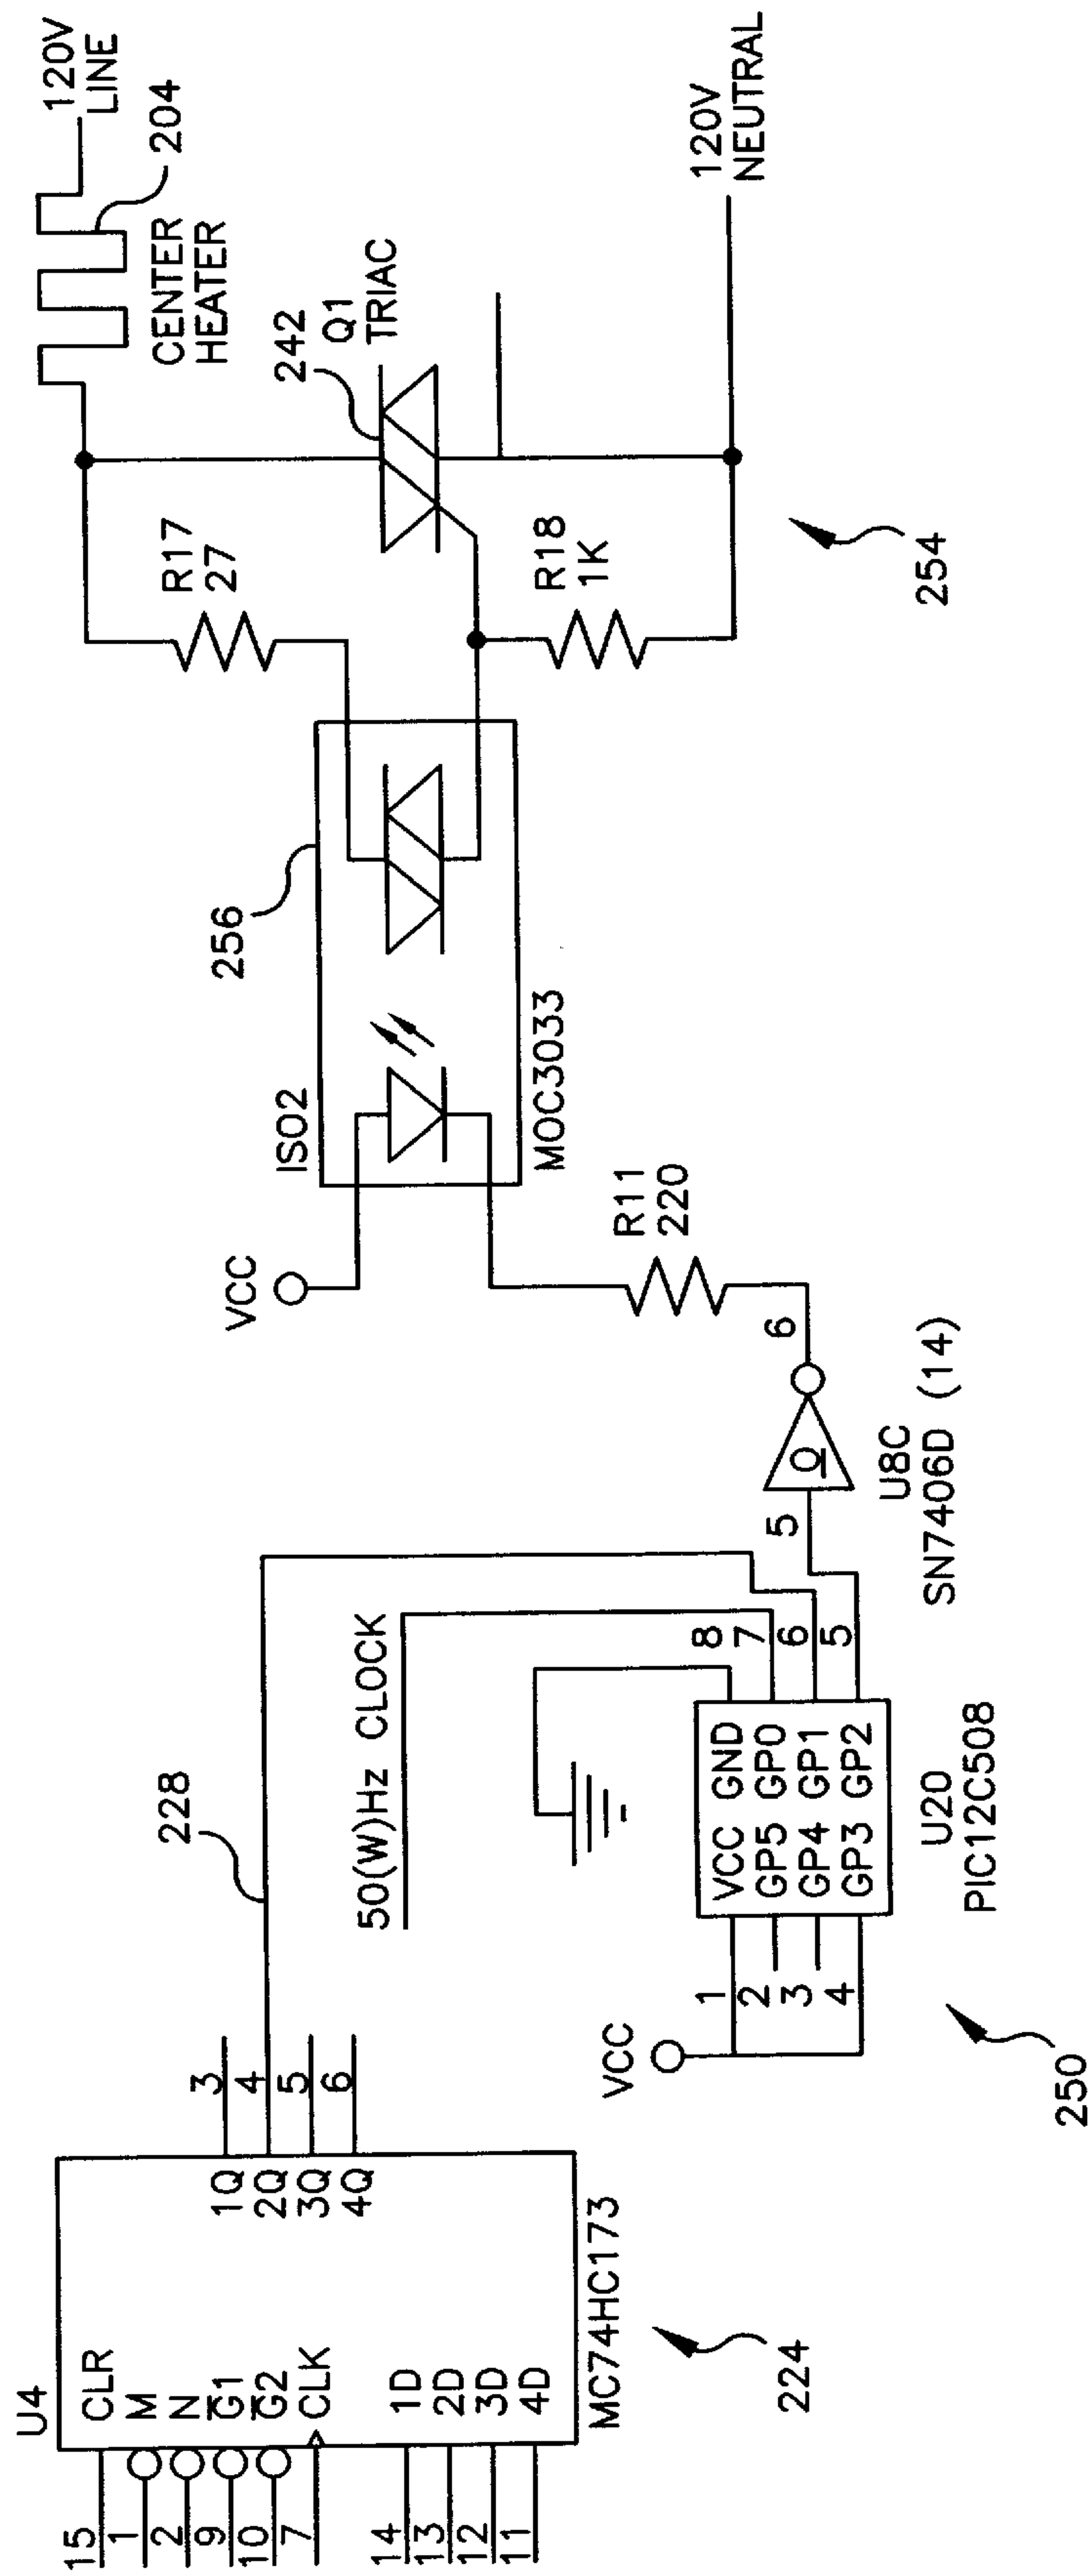 U4
15
CLR
1
M
2
N
9
G1
10
G2
7
CLK
14
1D
13
2D
12
3D
11
4D
1Q
3
2Q
4
3Q
5
4Q
6
MC74HC173
224
228
50(W)Hz CLOCK
VCC
1
VCC
GND
8
2
GP5
GP0
7
3
GP4
GP1
6
4
GP3
GP2
5
U20
PIC12C508
250
5
O
6
U8C
SN7406D (14)
R11
220
VCC
ISO2
MOC3033
256
R17
27
R18
1K
242
Q1
TRIAC
CENTER
HEATER
204
120V
LINE
120V
NEUTRAL
254